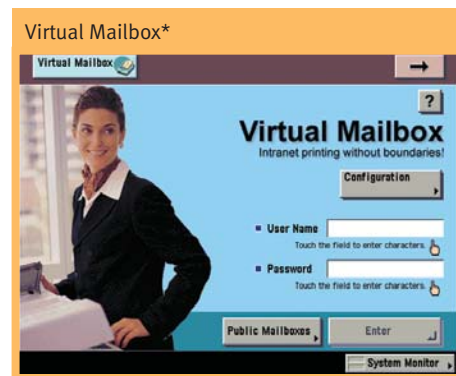 Virtual Mailbox*
Virtual Mailbox
?
Virtual Mailbox
Intranet printing without boundaries!
Configuration
User Name
Touch the field to enter characters.
Password
Touch the field to enter characters.
Public Mailboxes
Enter
System Monitor